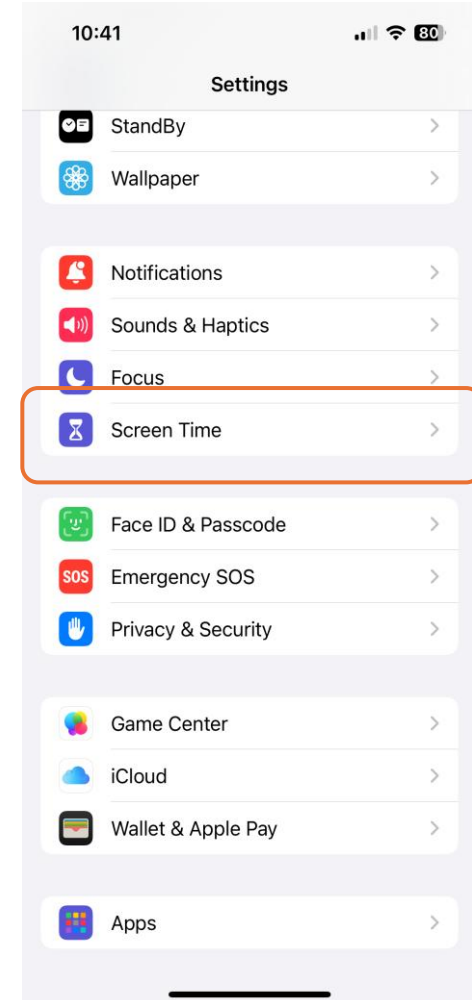 10:41
80
Settings
StandBy
Wallpaper
Notifications
Sounds & Haptics
Focus
Screen Time
Face ID & Passcode
SOS
Emergency SOS
Privacy & Security
Game Center
iCloud
Wallet & Apple Pay
Apps